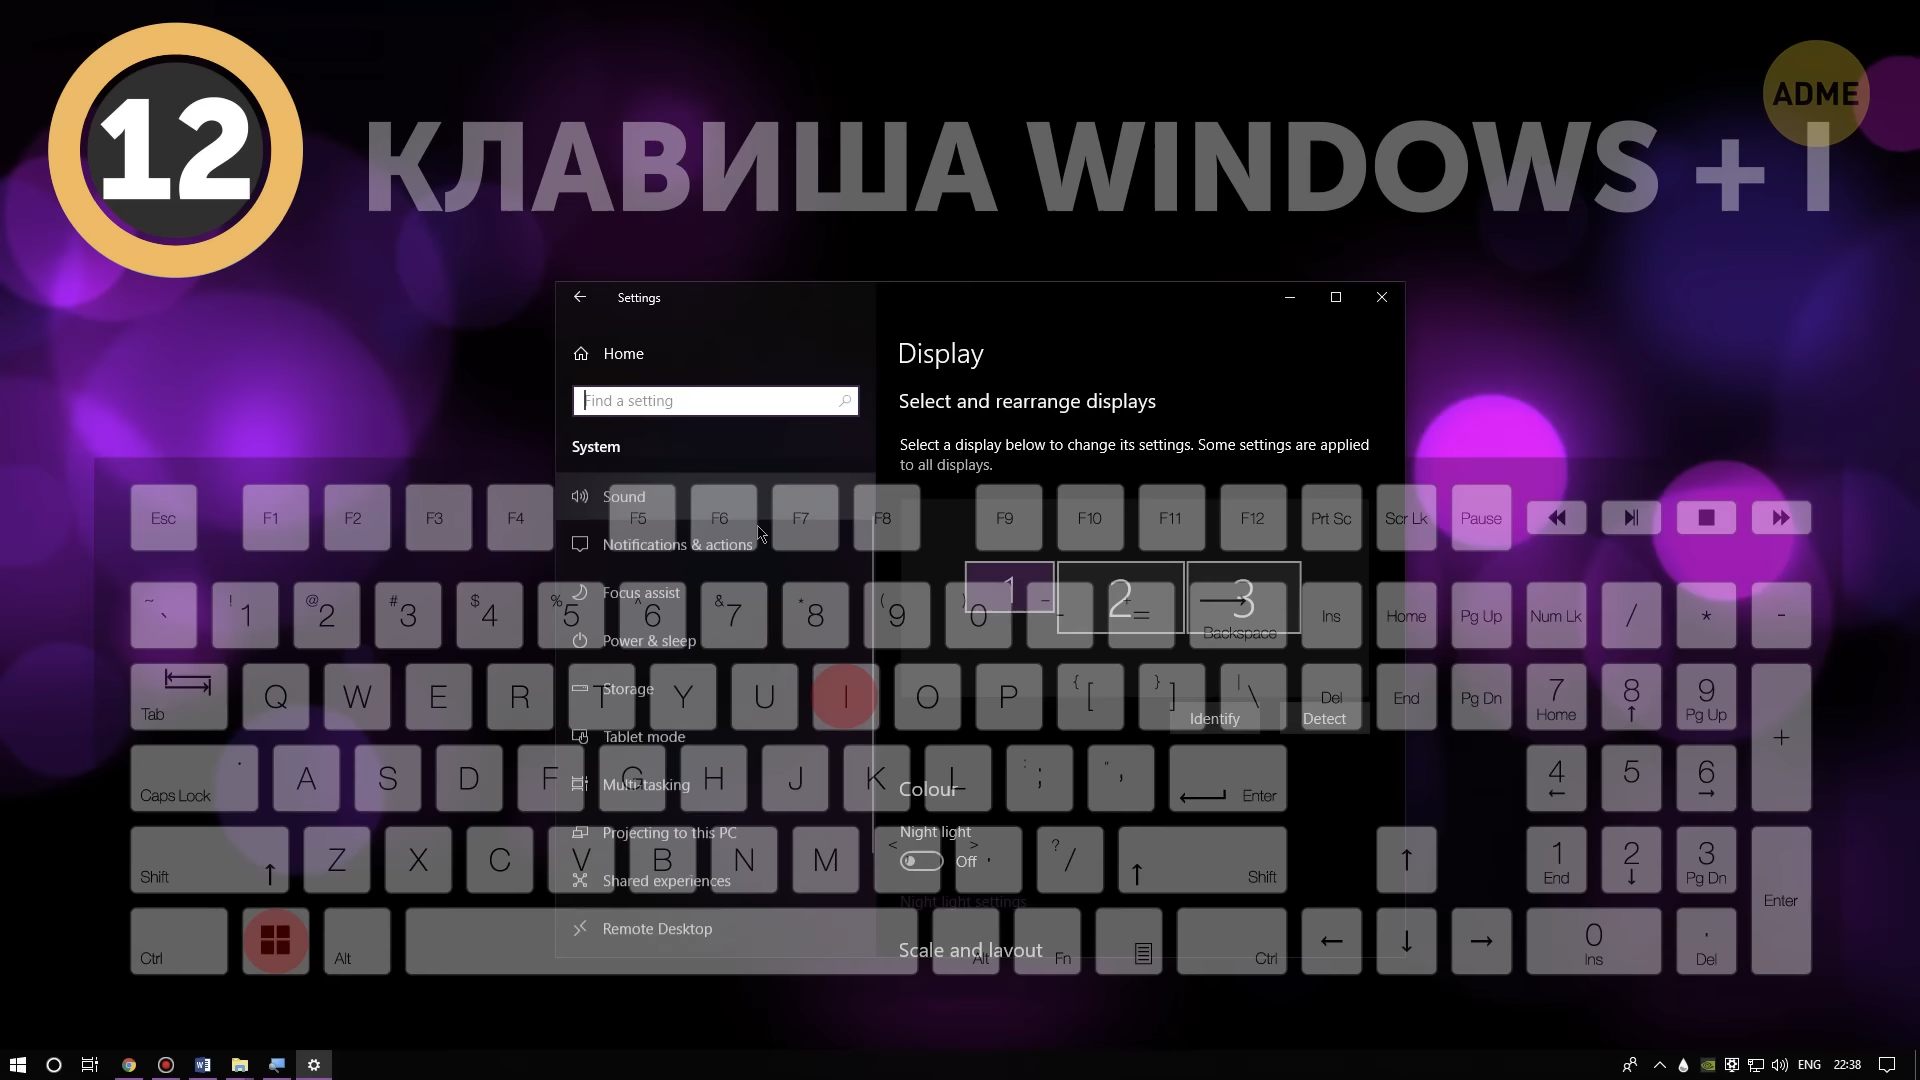 12
КЛАВИША WINDOWS + I
ADME
Settings
Home
Find a setting
System
Sound
Notifications & actions
Focus assist
Power & sleep
Storage
Tablet mode
Multi-tasking
Projecting to this PC
Shared experiences
Remote Desktop
Display
Select and rearrange displays
Select a display below to change its settings. Some settings are applied
to all displays.
1 2 3
Identify Detect
Colour
Night light
Off
Night light settings
Scale and layout
Esc F1 F2 F3 F4 F5 F6 F7 F8 F9 F10 F11 F12 Prt Sc Scr Lk Pause
~ ` ! 1 @ 2 # 3 $ 4 % 5 ^ 6 & 7 * 8 ( 9 ) 0 - + = Backspace Ins Home Pg Up Num Lk / * -
Tab Q W E R T Y U I O P { [ } ] | \ Del End Pg Dn 7 Home 8 ↑ 9 Pg Up +
Caps Lock A S D F G H J K L : ; " , Enter 4 ← 5 6 →
Shift ↑ Z X C V B N M < > . ? / ↑ Shift ↑ 1 End 2 ↓ 3 Pg Dn Enter
Ctrl Alt Alt Fn Ctrl ← ↓ → 0 Ins . Del
ENG 22:38